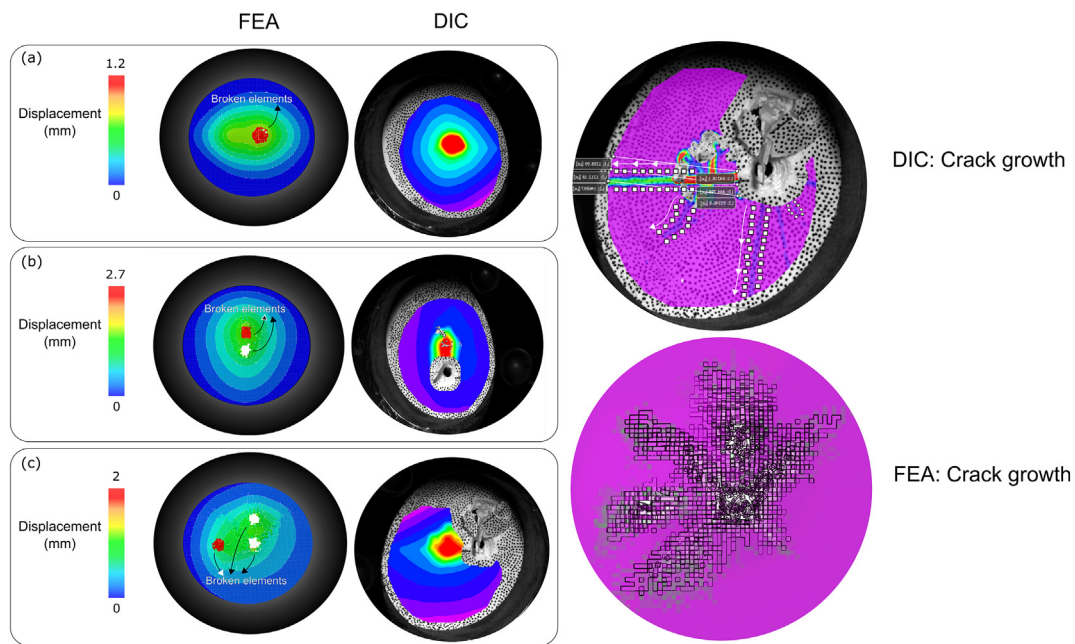 FEA
DIC
(a)
1.2
Displacement
(mm)
0
Broken elements
(b)
2.7
Displacement
(mm)
0
Broken elements
(c)
2
Displacement
(mm)
0
Broken elements
DIC: Crack growth
FEA: Crack growth